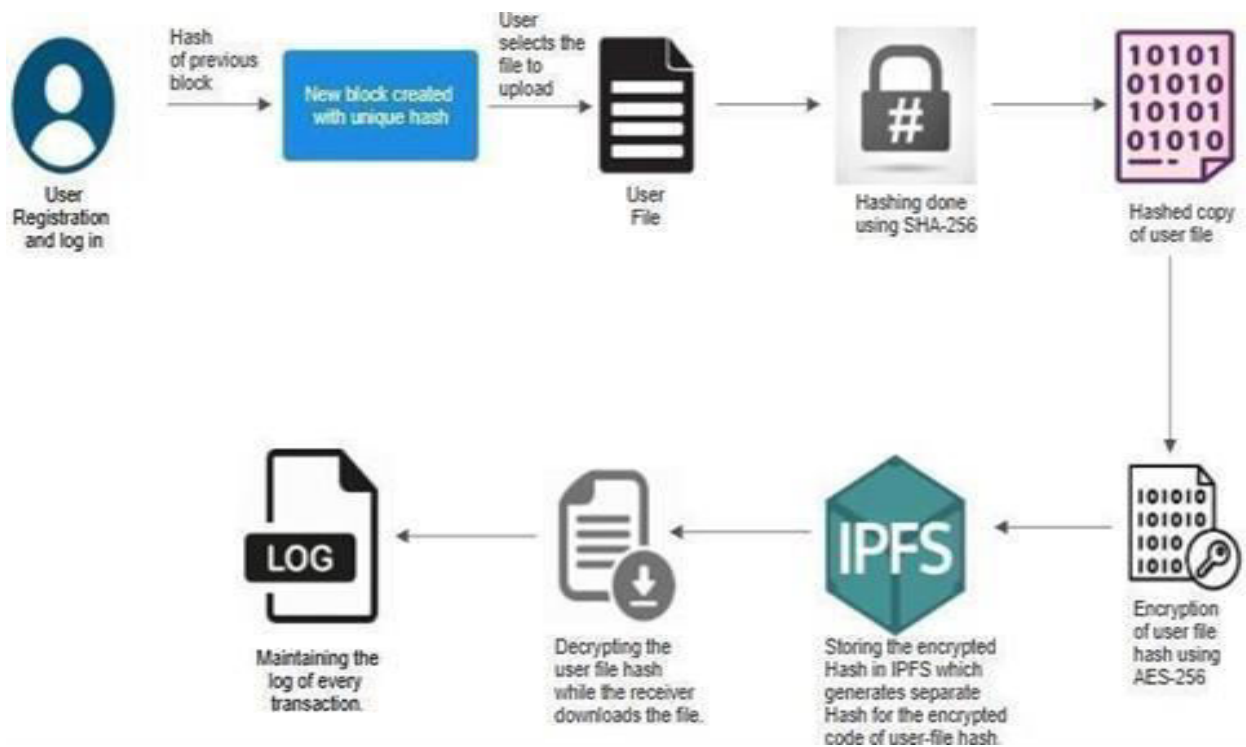 User
Registration
and log in
Hash
of previous
block
New block created
with unique hash
User
selects the
file to
upload
User
File
#
Hashing done
using SHA-256
10101
01010
10101
01010
Hashed copy
of user file
101010
101010
1010
1010
Encryption
of user file
hash using
AES-256
IPFS
Storing the encrypted
Hash in IPFS which
generates separate
Hash for the encrypted
code of user-file hash.
Decrypting the
user file hash
while the receiver
downloads the file.
LOG
Maintaining the
log of every
transaction.